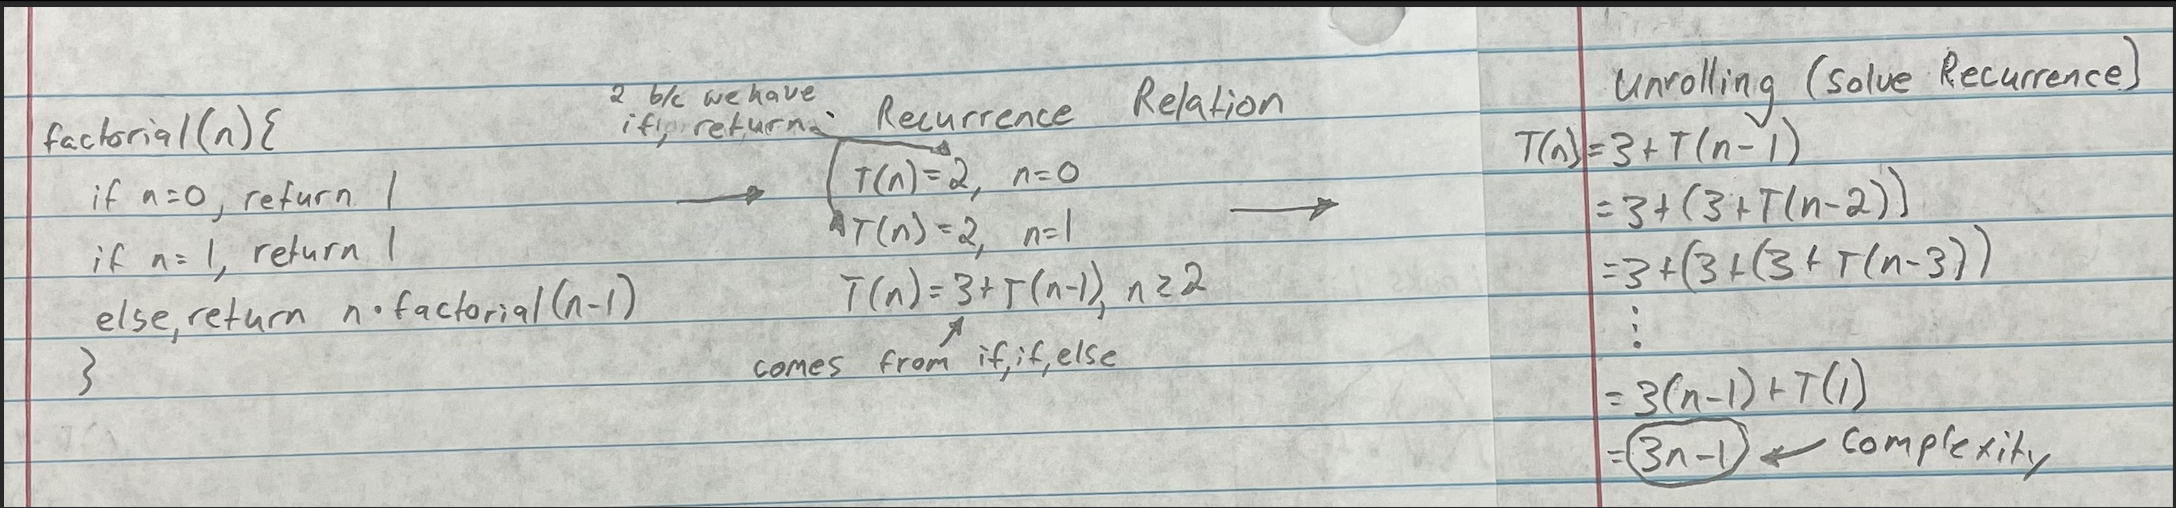 factorial(n){
if n=0, return 1
if n=1, return 1
else, return n·factorial(n-1)
}
2 b/c we have
if, return.
Recurrence Relation
T(n)=2, n=0
T(n)=2, n=1
T(n)=3+T(n-1), n≥2
comes from if, if, else
Unrolling (Solve Recurrence)
T(n)=3+T(n-1)
=3+(3+T(n-2))
=3+(3+(3+T(n-3))
⋮
=3(n-1)+T(1)
=3n-1 ← Complexity